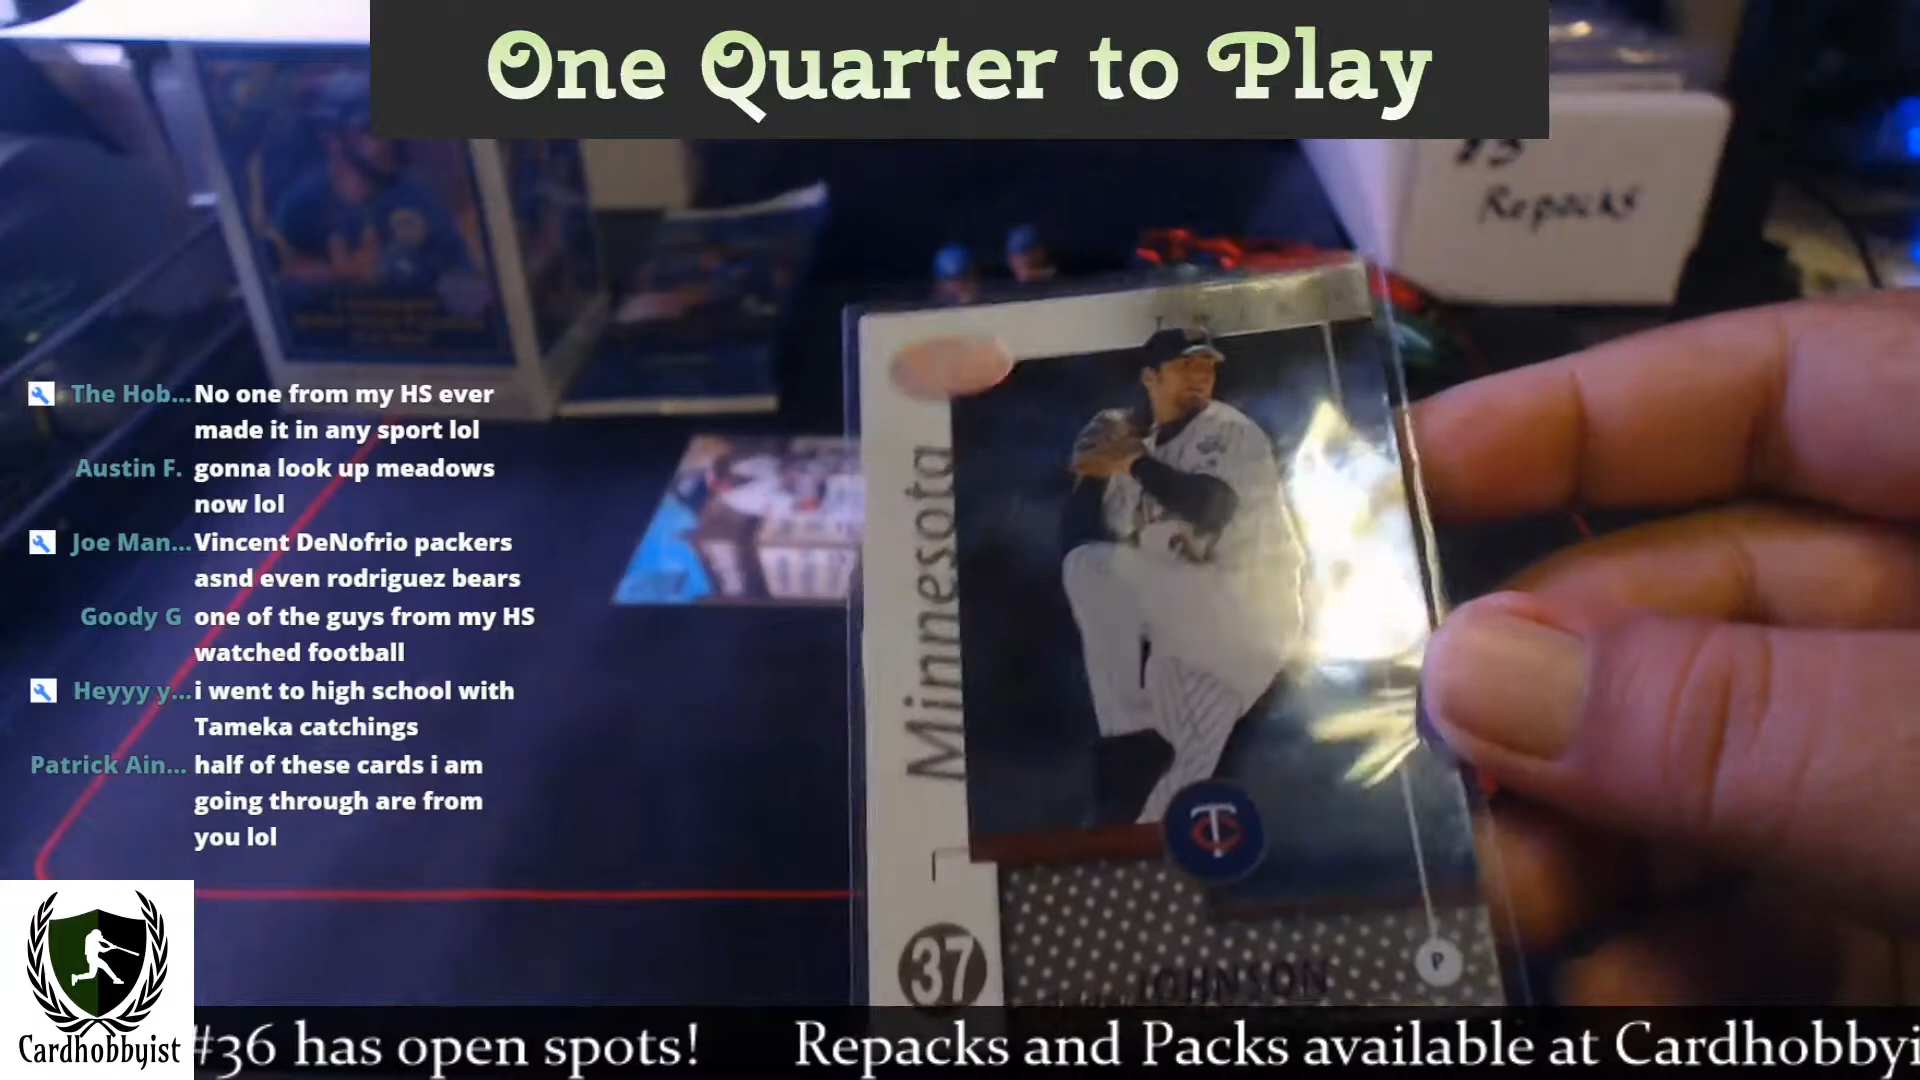 One Quarter to Play
Repacks
The Hob... No one from my HS ever
made it in any sport lol
Austin F. gonna look up meadows
now lol
Joe Man... Vincent DeNofrio packers
asnd even rodriguez bears
Goody G one of the guys from my HS
watched football
Heyyy y... i went to high school with
Tameka catchings
Patrick Ain... half of these cards i am
going through are from
you lol
Minnesota
TC
37
P
JOHNSON
Cardhobbyist
#36 has open spots! Repacks and Packs available at Cardhobbyi